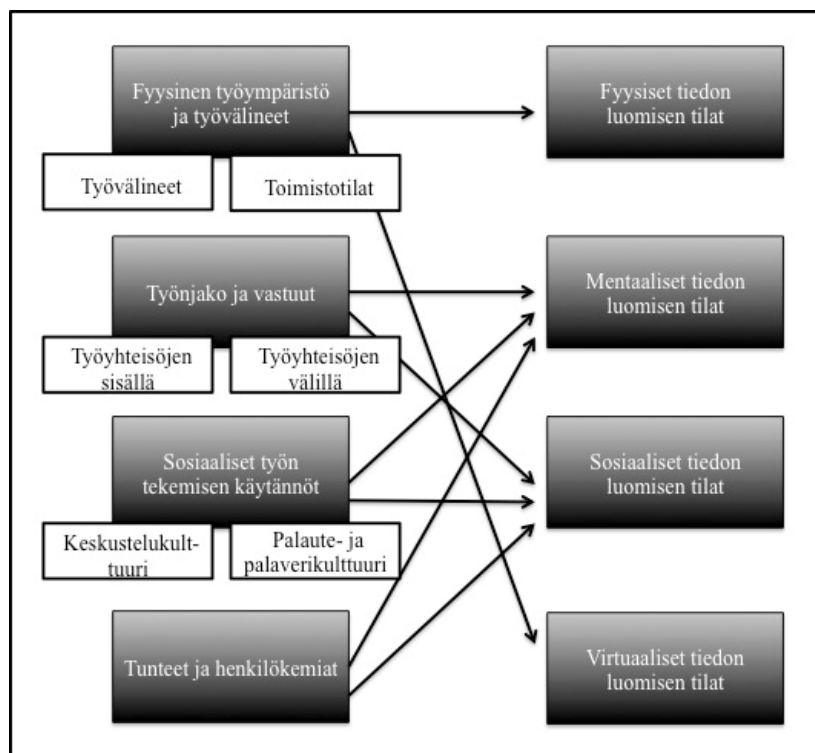 Fyysinen työympäristö
ja työvälineet
Työvälineet
Toimistotilat
Työnjako ja vastuut
Työyhteisöjen
sisällä
Työyhteisöjen
välillä
Sosiaaliset työn
tekemisen käytännöt
Keskustelukult-
tuuri
Palaute- ja
palaverikulttuuri
Tunteet ja henkilökemiat
Fyysiset tiedon
luomisen tilat
Mentaaliset tiedon
luomisen tilat
Sosiaaliset tiedon
luomisen tilat
Virtuaaliset tiedon
luomisen tilat